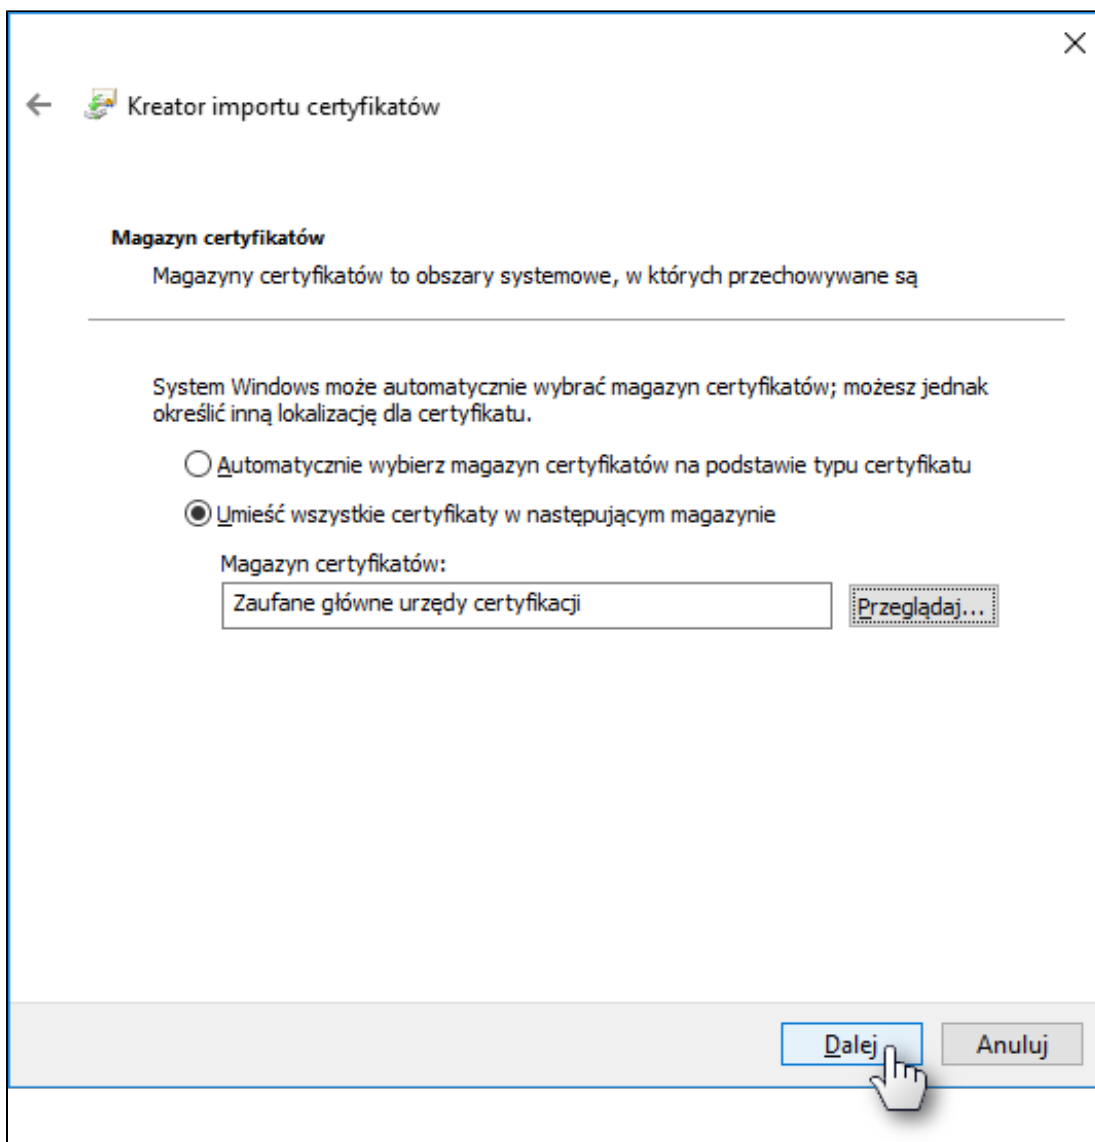 Kreator importu certyfikatów
Magazyn certyfikatów
Magazyny certyfikatów to obszary systemowe, w których przechowywane są
System Windows może automatycznie wybrać magazyn certyfikatów; możesz jednak
określić inną lokalizację dla certyfikatu.
Automatycznie wybierz magazyn certyfikatów na podstawie typu certyfikatu
Umieść wszystkie certyfikaty w następującym magazynie
Magazyn certyfikatów:
Zaufane główne urzędy certyfikacji
Przeglądaj...
Dalej
Anuluj